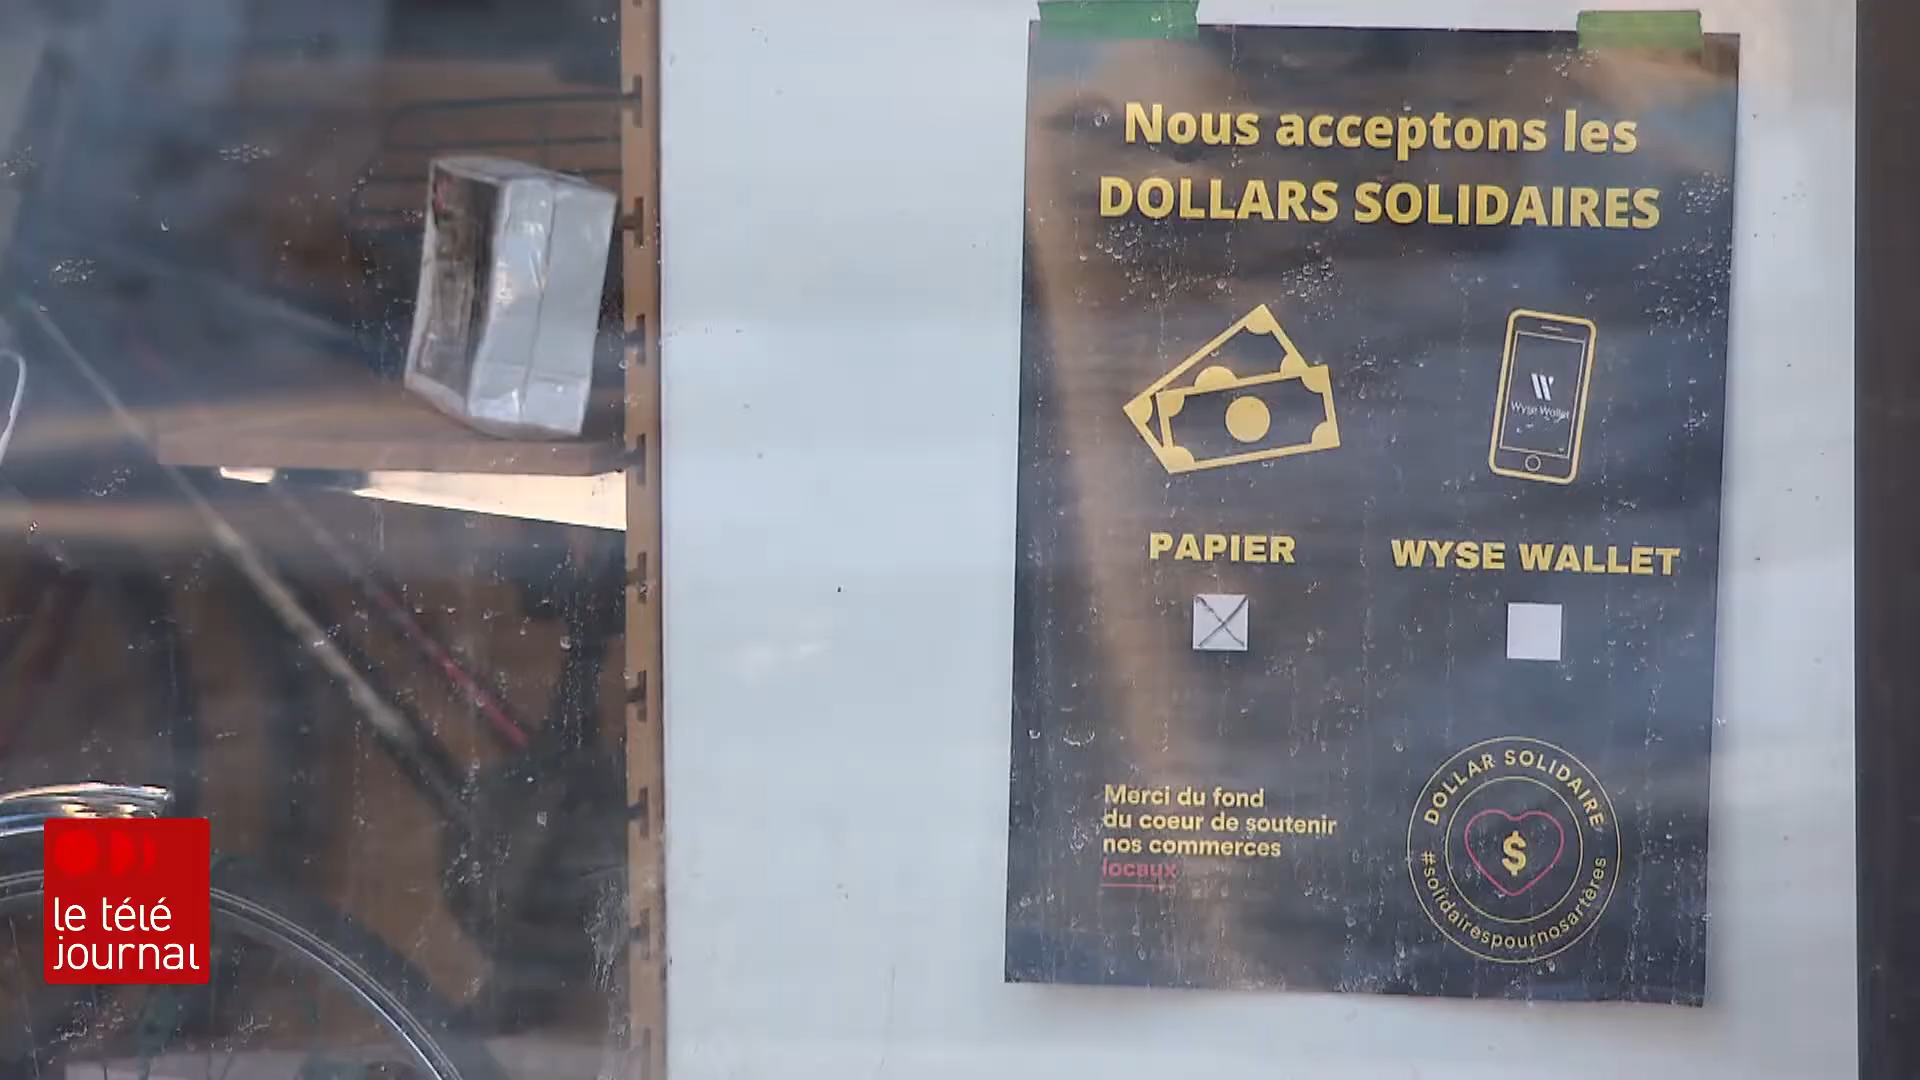 Nous acceptons les
DOLLARS SOLIDAIRES
Wyse Wallet
PAPIER
WYSE WALLET
Merci du fond
du coeur de soutenir
nos commerces
locaux
DOLLAR SOLIDAIRE
$
#solidairespournosartères
le télé
journal